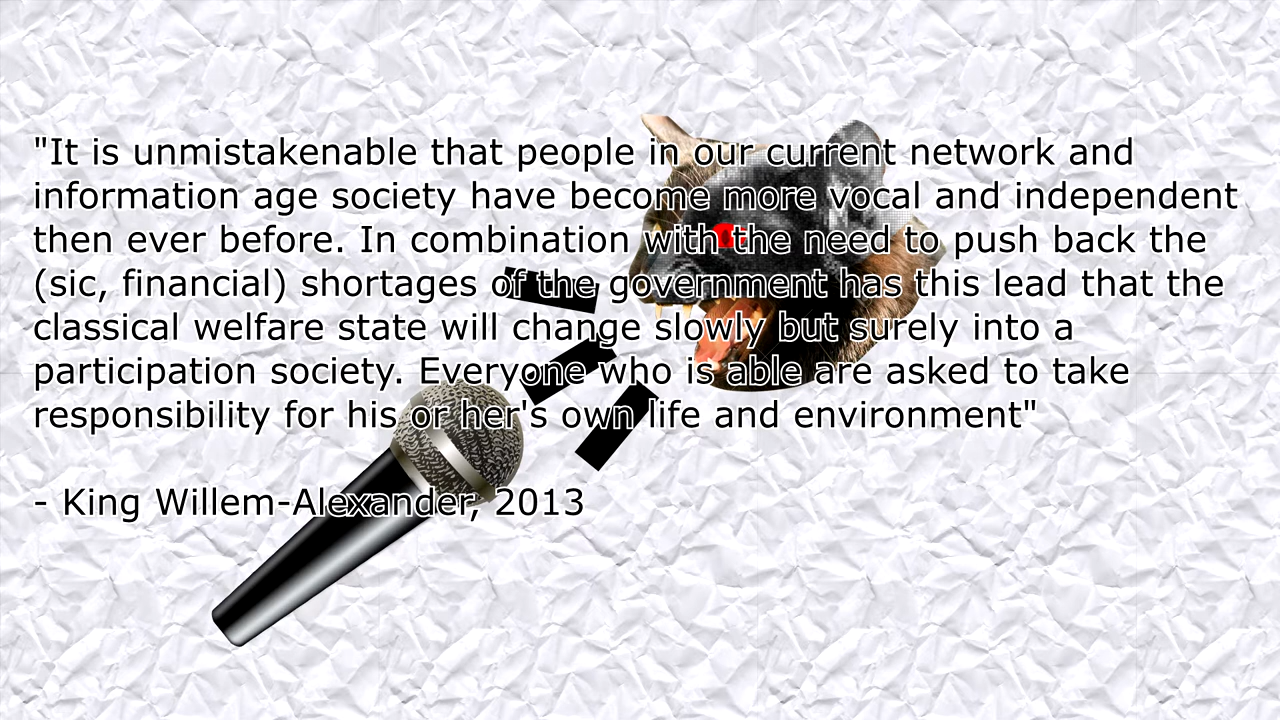 "It is unmistakenable that people in our current network and
information age society have become more vocal and independent
then ever before. In combination with the need to push back the
(sic, financial) shortages of the government has this lead that the
classical welfare state will change slowly but surely into a
participation society. Everyone who is able are asked to take
responsibility for his or her's own life and environment"
- King Willem-Alexander, 2013